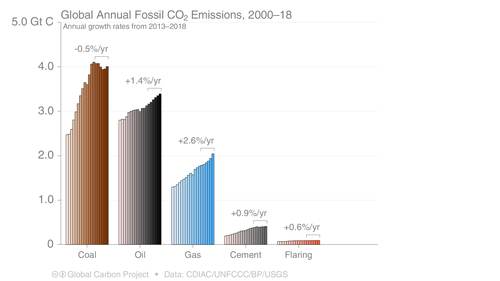 Global Annual Fossil CO₂ Emissions, 2000–18
5.0 Gt C
Annual growth rates from 2013–2018
-0.5%/yr
4.0
+1.4%/yr
3.0
+2.6%/yr
2.0
1.0
+0.9%/yr
+0.6%/yr
0
Coal Oil Gas Cement Flaring
Global Carbon Project • Data: CDIAC/UNFCCC/BP/USGS